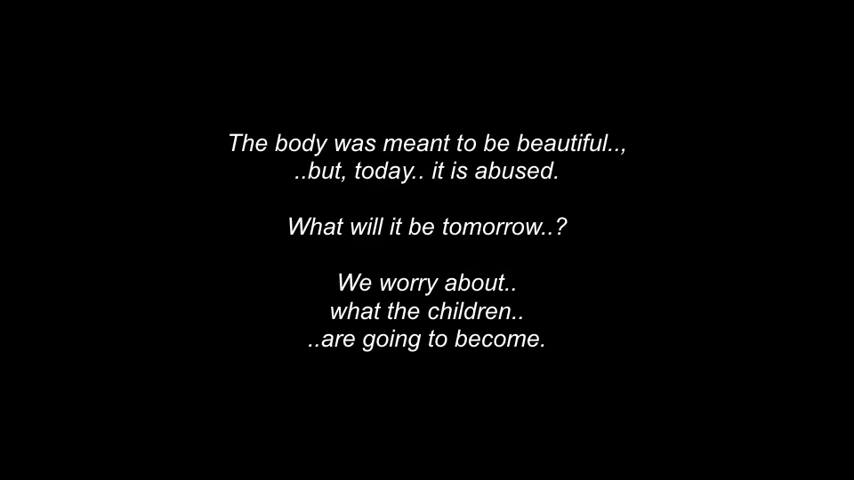 The body was meant to be beautiful..,
..but, today.. it is abused.
What will it be tomorrow..?
We worry about..
what the children..
..are going to become.